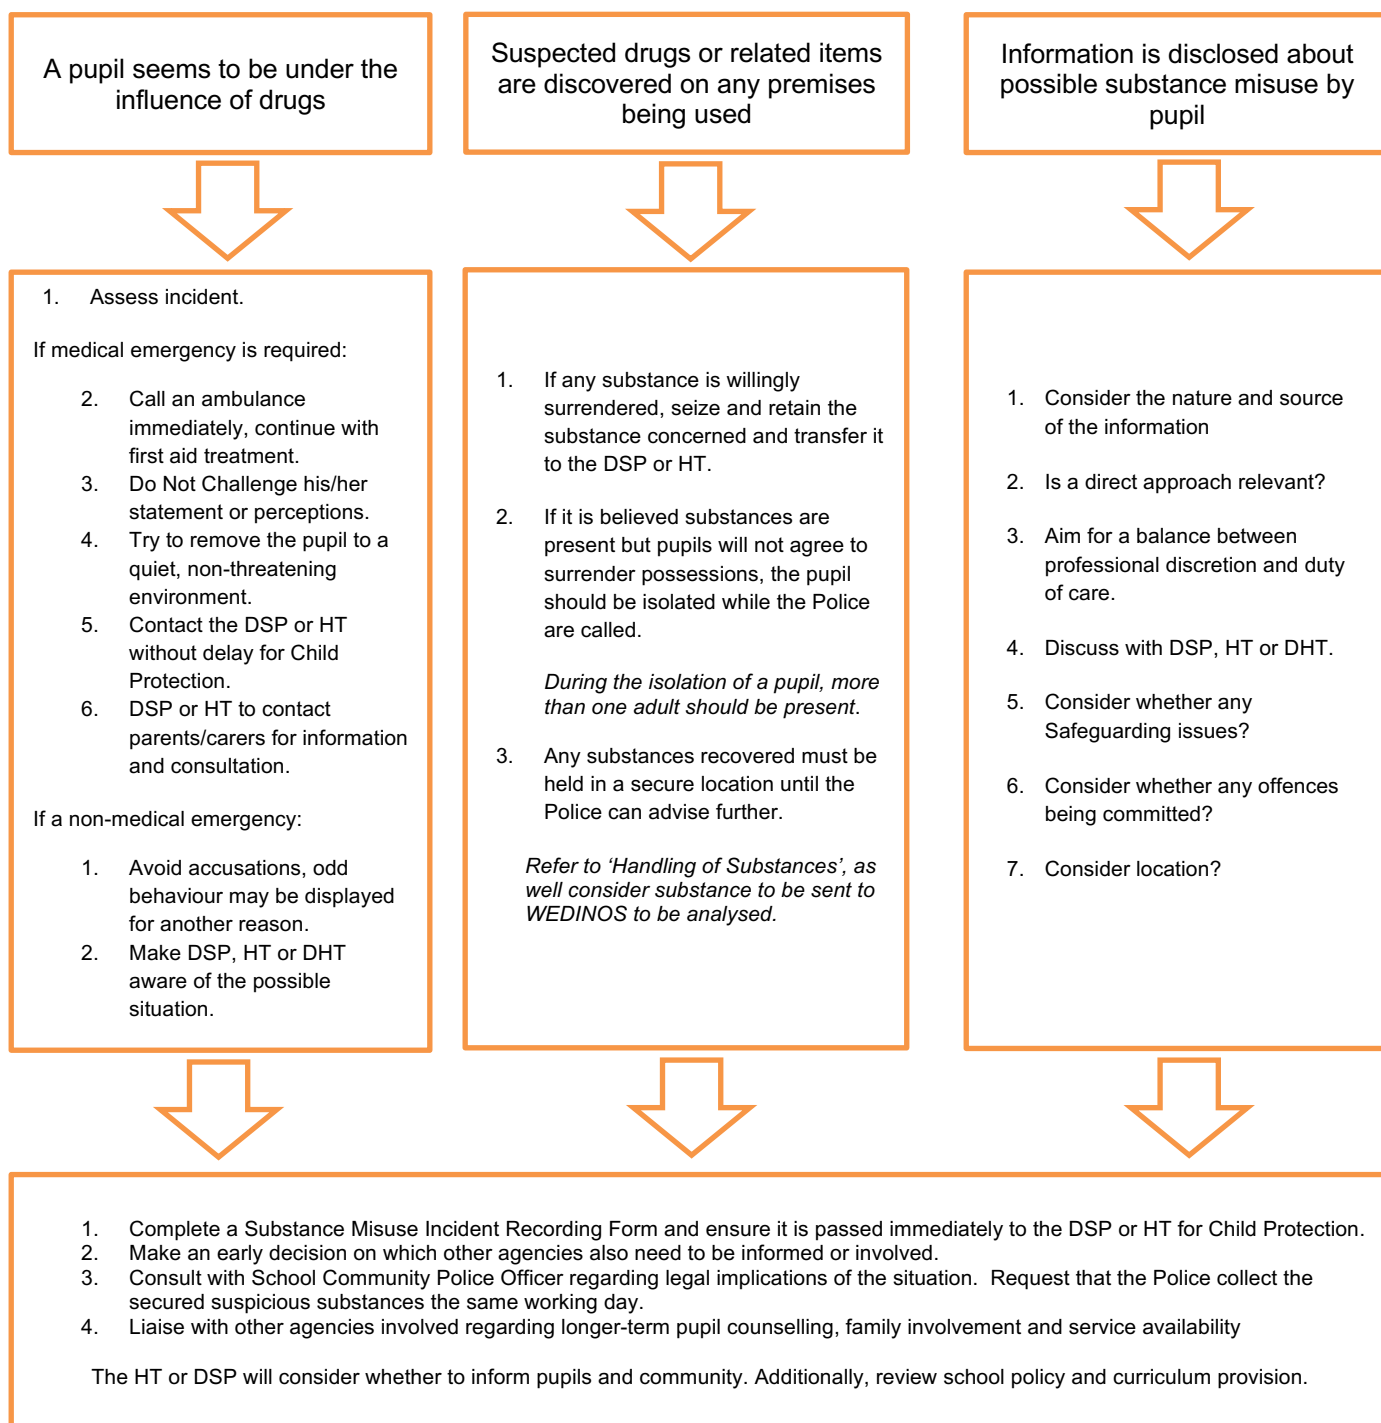 A pupil seems to be under the
influence of drugs
Suspected drugs or related items
are discovered on any premises
being used
Information is disclosed about
possible substance misuse by
pupil
1. Assess incident.
If medical emergency is required:
2. Call an ambulance
immediately, continue with
first aid treatment.
3. Do Not Challenge his/her
statement or perceptions.
4. Try to remove the pupil to a
quiet, non-threatening
environment.
5. Contact the DSP or HT
without delay for Child
Protection.
6. DSP or HT to contact
parents/carers for information
and consultation.
If a non-medical emergency:
1. Avoid accusations, odd
behaviour may be displayed
for another reason.
2. Make DSP, HT or DHT
aware of the possible
situation.
1. If any substance is willingly
surrendered, seize and retain the
substance concerned and transfer it
to the DSP or HT.
2. If it is believed substances are
present but pupils will not agree to
surrender possessions, the pupil
should be isolated while the Police
are called.
During the isolation of a pupil, more
than one adult should be present.
3. Any substances recovered must be
held in a secure location until the
Police can advise further.
Refer to ‘Handling of Substances’, as
well consider substance to be sent to
WEDINOS to be analysed.
1. Consider the nature and source
of the information
2. Is a direct approach relevant?
3. Aim for a balance between
professional discretion and duty
of care.
4. Discuss with DSP, HT or DHT.
5. Consider whether any
Safeguarding issues?
6. Consider whether any offences
being committed?
7. Consider location?
1. Complete a Substance Misuse Incident Recording Form and ensure it is passed immediately to the DSP or HT for Child Protection.
2. Make an early decision on which other agencies also need to be informed or involved.
3. Consult with School Community Police Officer regarding legal implications of the situation.  Request that the Police collect the
secured suspicious substances the same working day.
4. Liaise with other agencies involved regarding longer-term pupil counselling, family involvement and service availability
The HT or DSP will consider whether to inform pupils and community. Additionally, review school policy and curriculum provision.